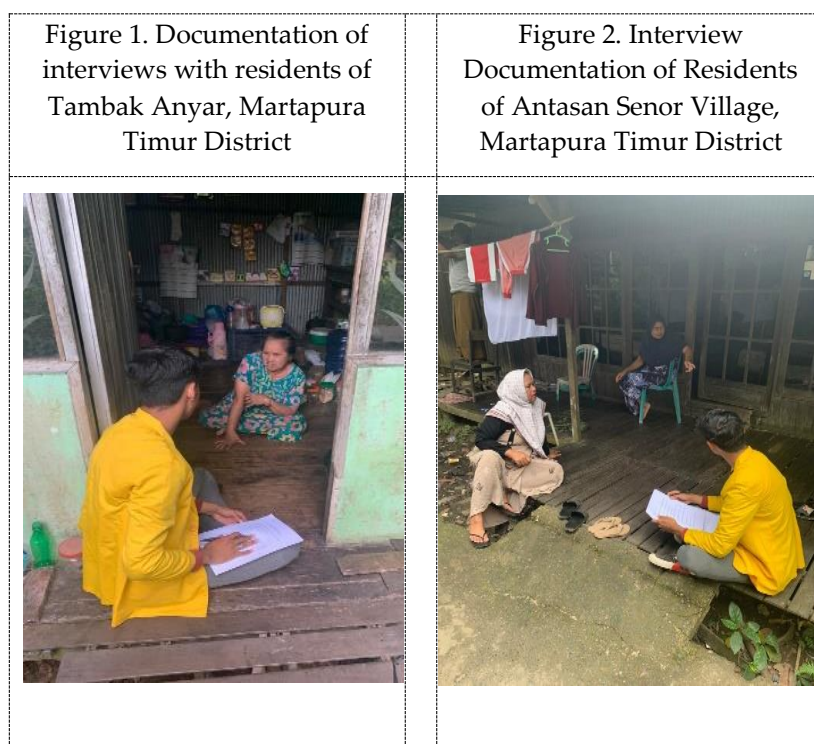 Figure 1. Documentation of
interviews with residents of
Tambak Anyar, Martapura
Timur District
Figure 2. Interview
Documentation of Residents
of Antasan Senor Village,
Martapura Timur District